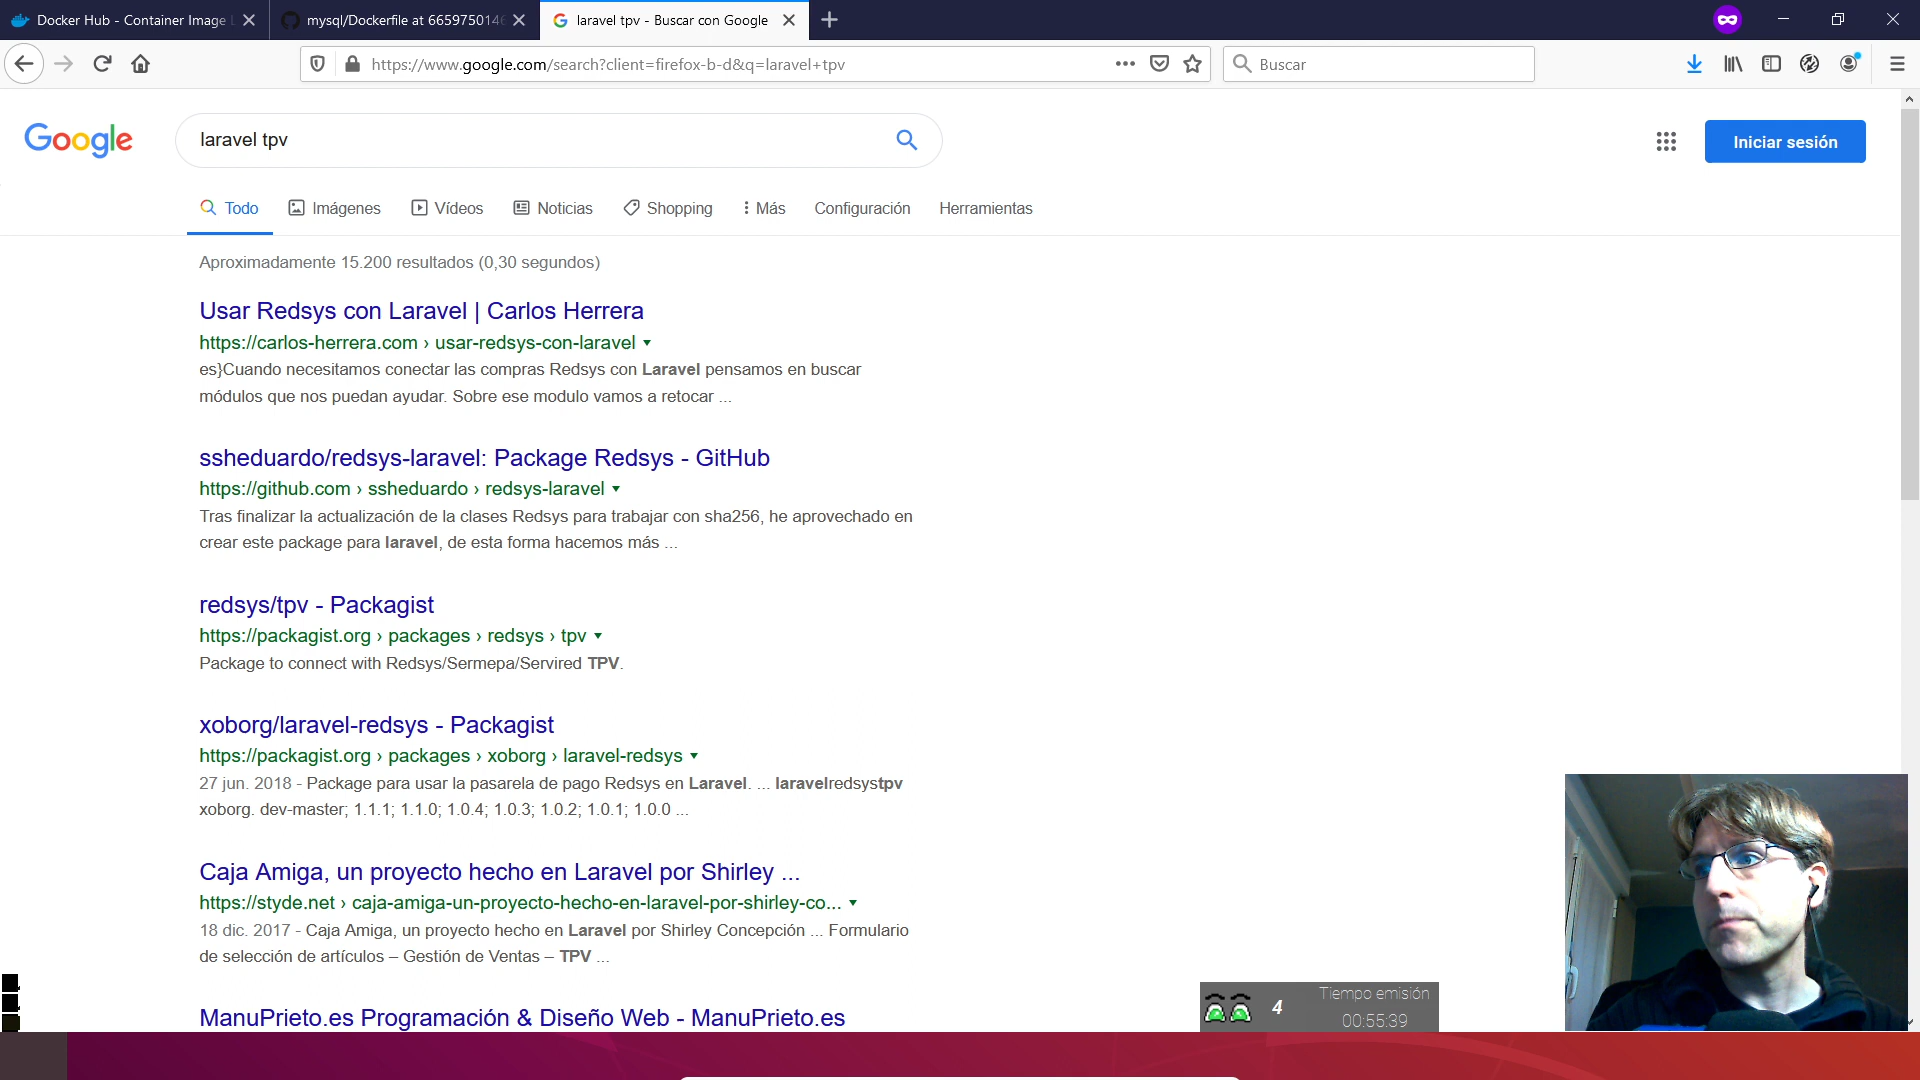 Docker Hub - Container Image
mysql/Dockerfile at 665975014
laravel tpv - Buscar con Google
https://www.google.com/search?client=firefox-b-d&q=laravel+tpv
Buscar
Google
laravel tpv
Iniciar sesión
Todo
Imágenes
Vídeos
Noticias
Shopping
Más
Configuración
Herramientas
Aproximadamente 15.200 resultados (0,30 segundos)
Usar Redsys con Laravel | Carlos Herrera
https://carlos-herrera.com › usar-redsys-con-laravel
es}Cuando necesitamos conectar las compras Redsys con Laravel pensamos en buscar
módulos que nos puedan ayudar. Sobre ese modulo vamos a retocar ...
ssheduardo/redsys-laravel: Package Redsys - GitHub
https://github.com › ssheduardo › redsys-laravel
Tras finalizar la actualización de la clases Redsys para trabajar con sha256, he aprovechado en
crear este package para laravel, de esta forma hacemos más ...
redsys/tpv - Packagist
https://packagist.org › packages › redsys › tpv
Package to connect with Redsys/Sermepa/Servired TPV.
xoborg/laravel-redsys - Packagist
https://packagist.org › packages › xoborg › laravel-redsys
27 jun. 2018 - Package para usar la pasarela de pago Redsys en Laravel. ... laravelredsystpv
xoborg. dev-master; 1.1.1; 1.1.0; 1.0.4; 1.0.3; 1.0.2; 1.0.1; 1.0.0 ...
Caja Amiga, un proyecto hecho en Laravel por Shirley ...
https://styde.net › caja-amiga-un-proyecto-hecho-en-laravel-por-shirley-co...
18 dic. 2017 - Caja Amiga, un proyecto hecho en Laravel por Shirley Concepción ... Formulario
de selección de artículos – Gestión de Ventas – TPV ...
ManuPrieto.es Programación & Diseño Web - ManuPrieto.es
4
Tiempo emisión
00:55:39